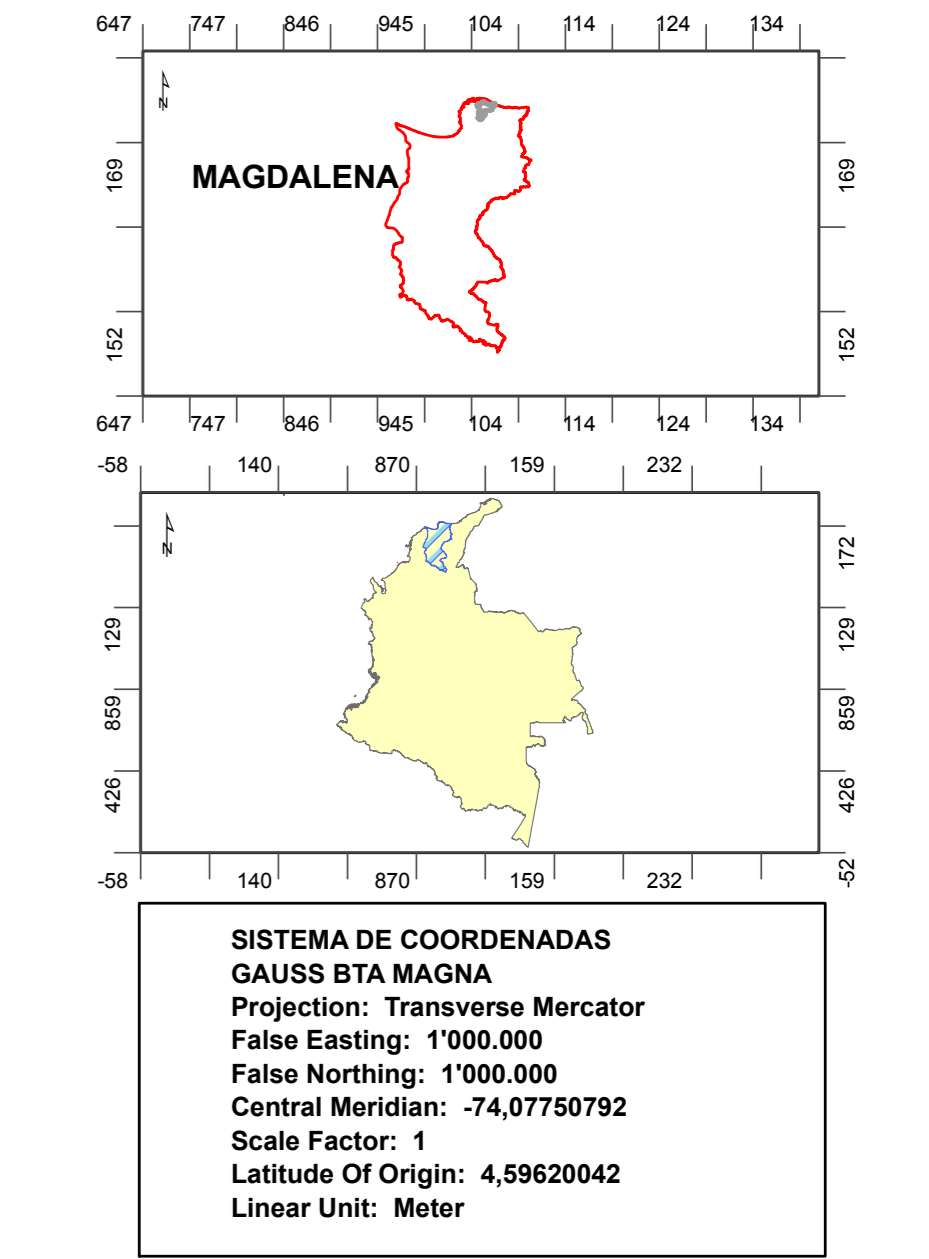 647 747 846 945 104 114 124 134
N
169 169
MAGDALENA
152 152
647 747 846 945 104 114 124 134
-58 140 870 159 232
N
172
129 129
859 859
426 426
-52
-58 140 870 159 232
SISTEMA DE COORDENADAS
GAUSS BTA MAGNA
Projection: Transverse Mercator
False Easting: 1'000.000
False Northing: 1'000.000
Central Meridian: -74,07750792
Scale Factor: 1
Latitude Of Origin: 4,59620042
Linear Unit: Meter